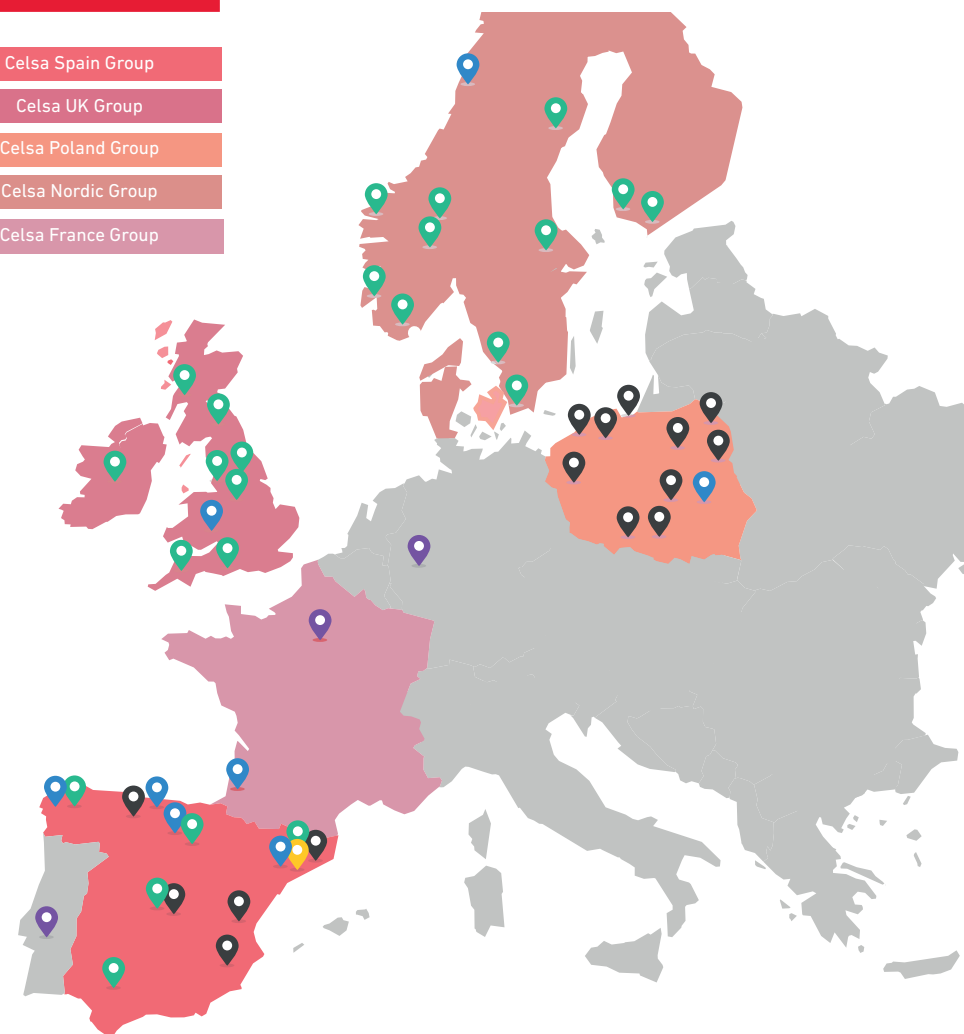 Celsa Spain Group
Celsa UK Group
Celsa Poland Group
Celsa Nordic Group
Celsa France Group